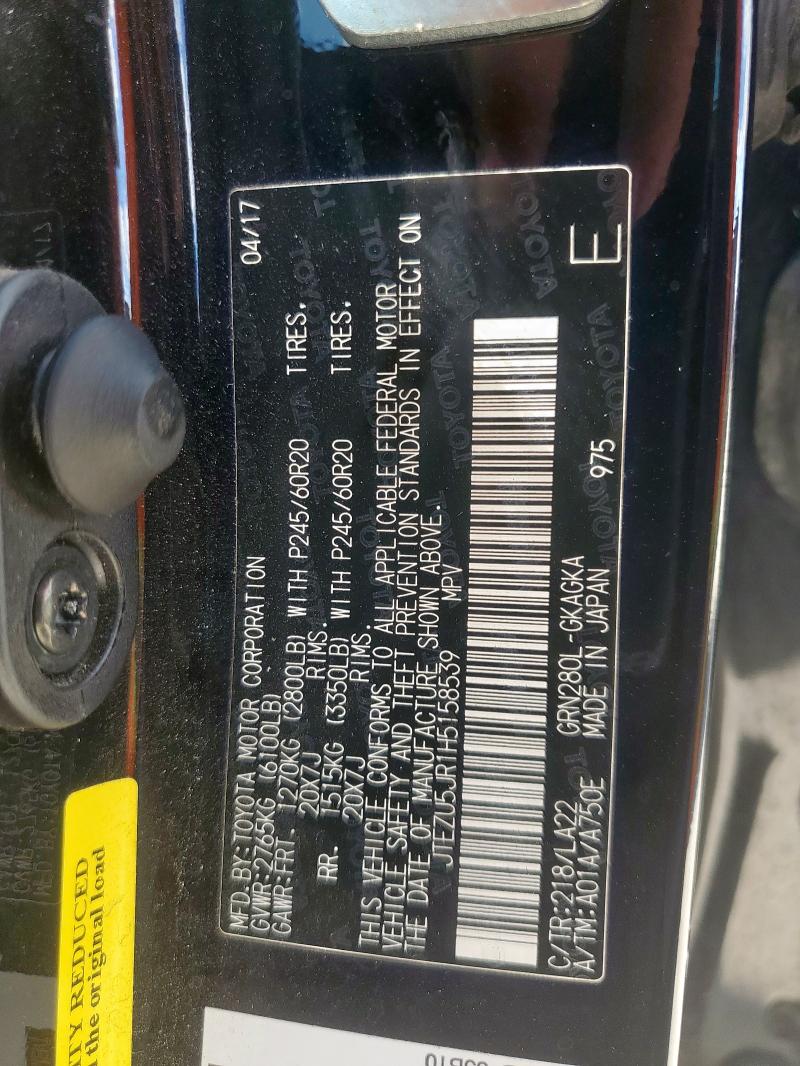 MFD.BY:TOYOTA MOTOR CORPORATION 04/17
GVWR:2765KG (6100LB)
GAWR:FRT. 1270KG (2800LB) WITH P245/60R20 TIRES.
20X7J RIMS.
RR. 1515KG (3350LB) WITH P245/60R20 TIRES.
20X7J RIMS.
THIS VEHICLE CONFORMS TO ALL APPLICABLE FEDERAL MOTOR
VEHICLE SAFETY AND THEFT PREVENTION STANDARDS IN EFFECT ON
THE DATE OF MANUFACTURE SHOWN ABOVE.
JTEZU5JR1H5158539 MPV
E
C/TR:218/LA22 GRN280L-GKAGKA
A/TM:A01A/A750E MADE IN JAPAN 975
ITY REDUCED
the original load